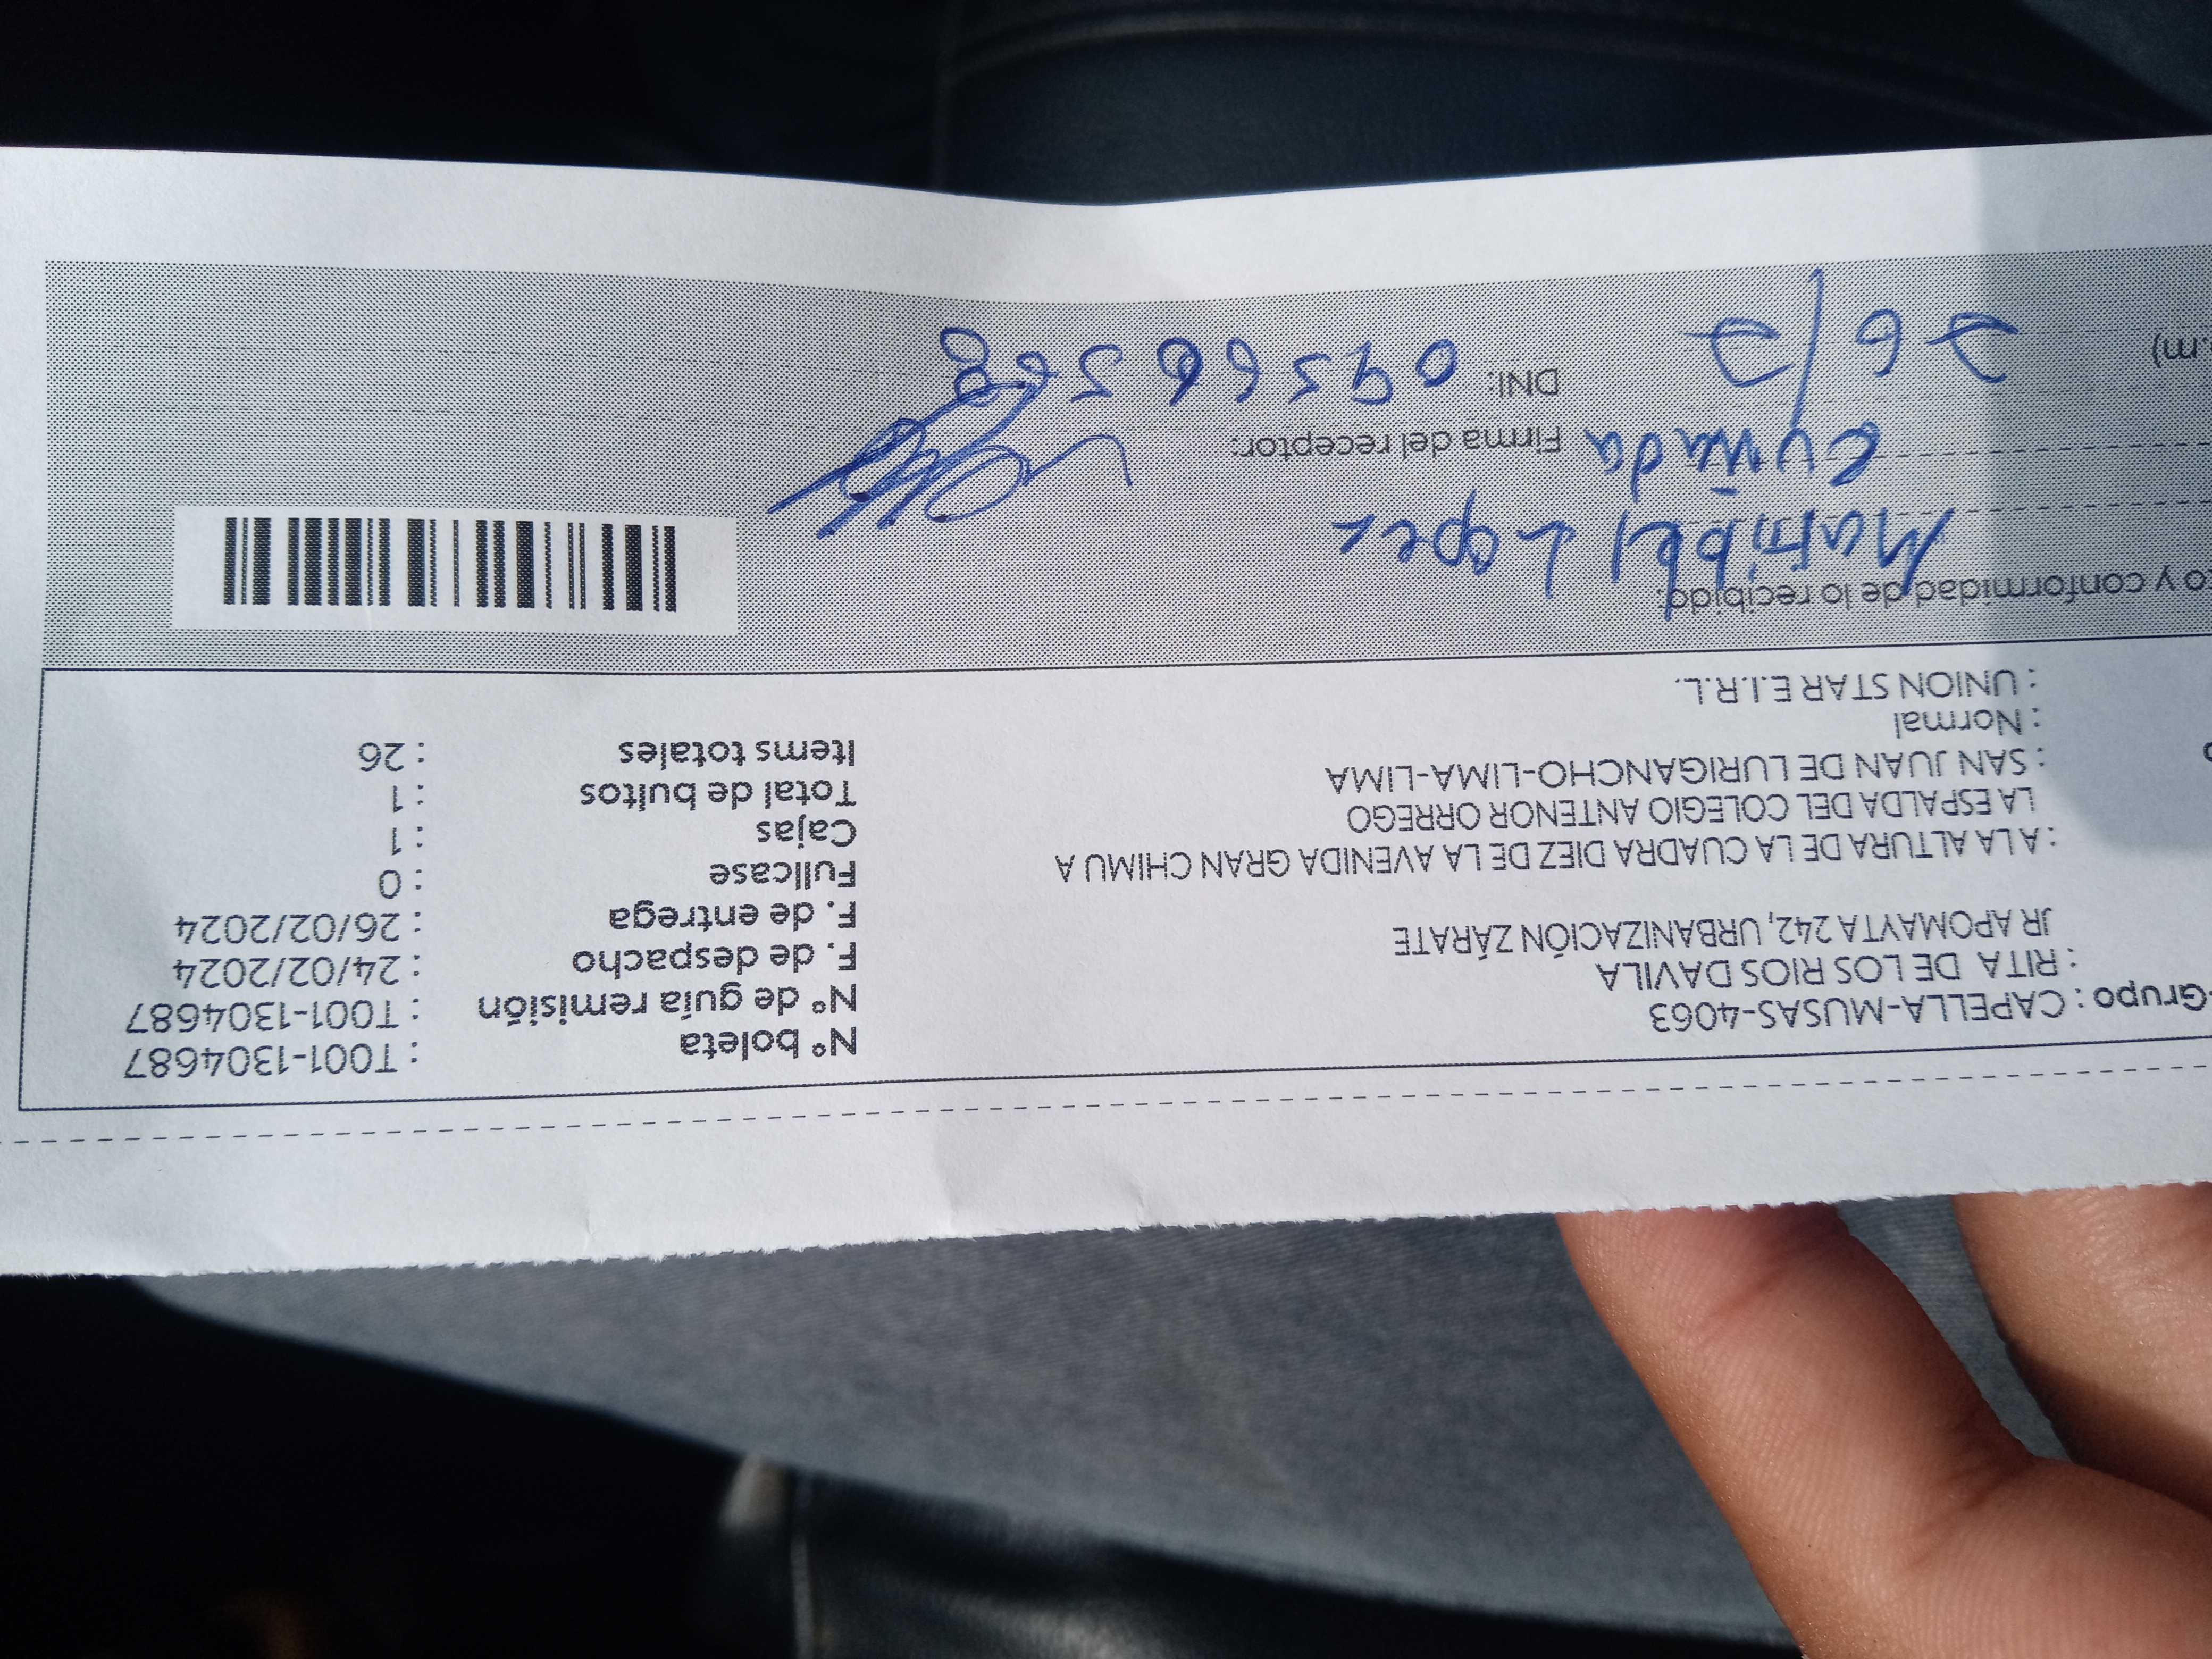 Grupo : CAPELLA-MUSAS-4063
: RITA DE LOS RIOS DAVILA
JR APOMAYTA 242, URBANIZACIÓN ZÁRATE
: A LA ALTURA DE LA CUADRA DIEZ DE LA AVENIDA GRAN CHIMU A
LA ESPALDA DEL COLEGIO ANTENOR ORREGO
: SAN JUAN DE LURIGANCHO-LIMA-LIMA
: Normal
: UNION STAR E.I.R.L.
N° boleta : T001-1304687
N° de guía remisión : T001-1304687
F. de despacho : 24/02/2024
F. de entrega : 26/02/2024
Fullcase : 0
Cajas : 1
Total de bultos : 1
Items totales : 26
o y conformidad de lo recibido.
Maribel Lopez
Cuñada
Firma del receptor:
.m) 26/2
DNI: